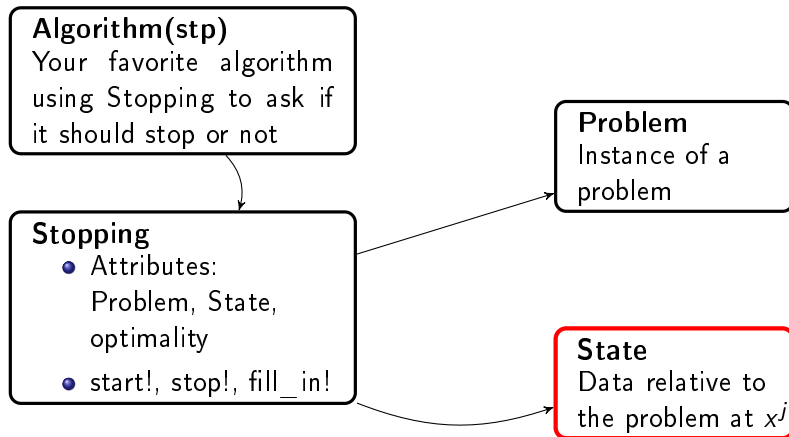 Algorithm(stp)
Your favorite algorithm
using Stopping to ask if
it should stop or not
Problem
Instance of a
problem
Stopping
Attributes:
Problem, State,
optimality
start!, stop!, fill_in!
State
Data relative to
the problem at x^j